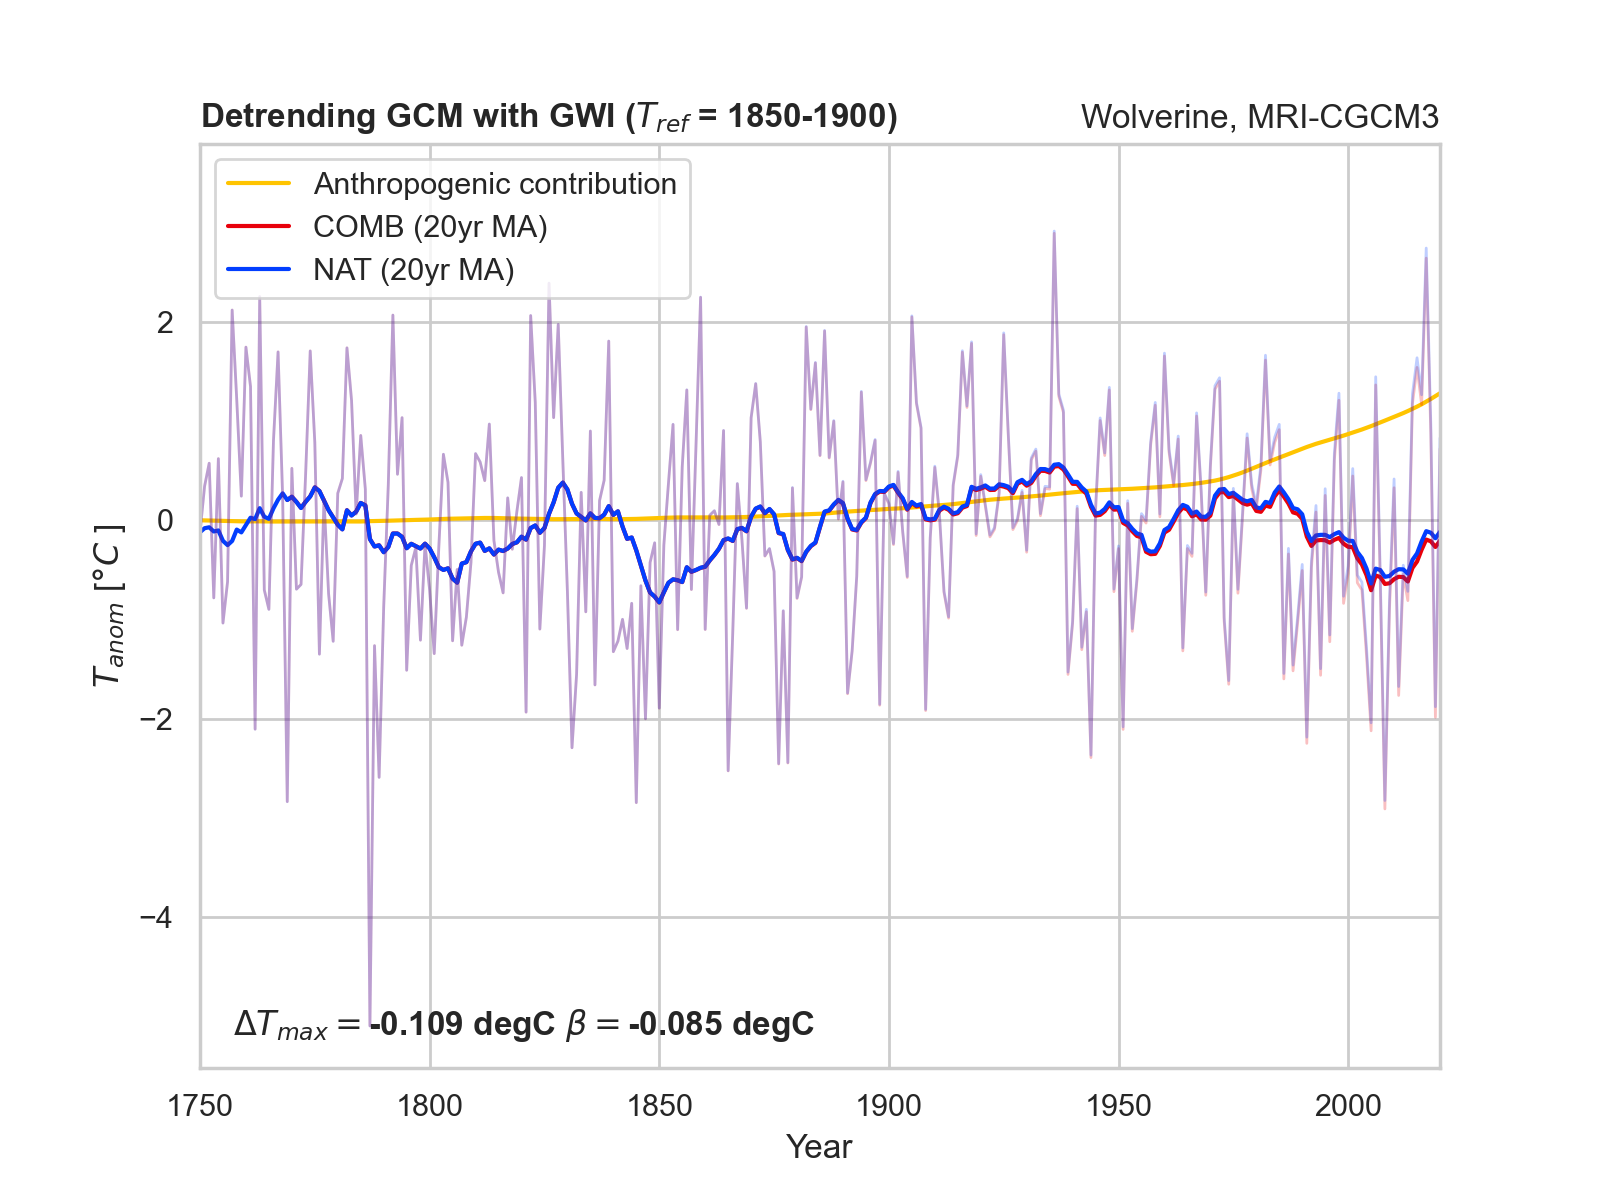 Detrending GCM with GWI (T_ref = 1850-1900)
Wolverine, MRI-CGCM3
Anthropogenic contribution
COMB (20yr MA)
NAT (20yr MA)
2
0
−2
−4
T_anom [°C]
ΔT_max = -0.109 degC β = -0.085 degC
1750 1800 1850 1900 1950 2000
Year